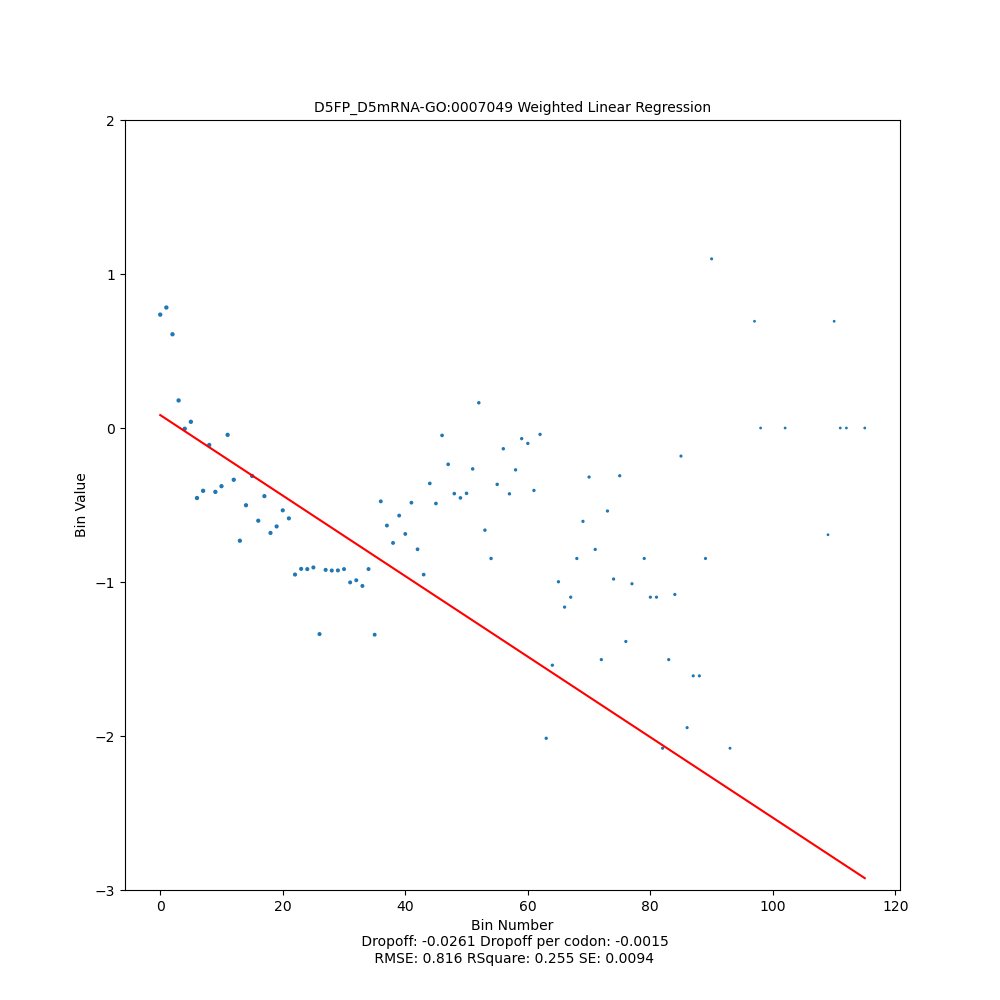 D5FP_D5mRNA-GO:0007049 Weighted Linear Regression
2
1
0
−1
−2
−3
Bin Value
0 20 40 60 80 100 120
Bin Number
Dropoff: -0.0261 Dropoff per codon: -0.0015
RMSE: 0.816 RSquare: 0.255 SE: 0.0094